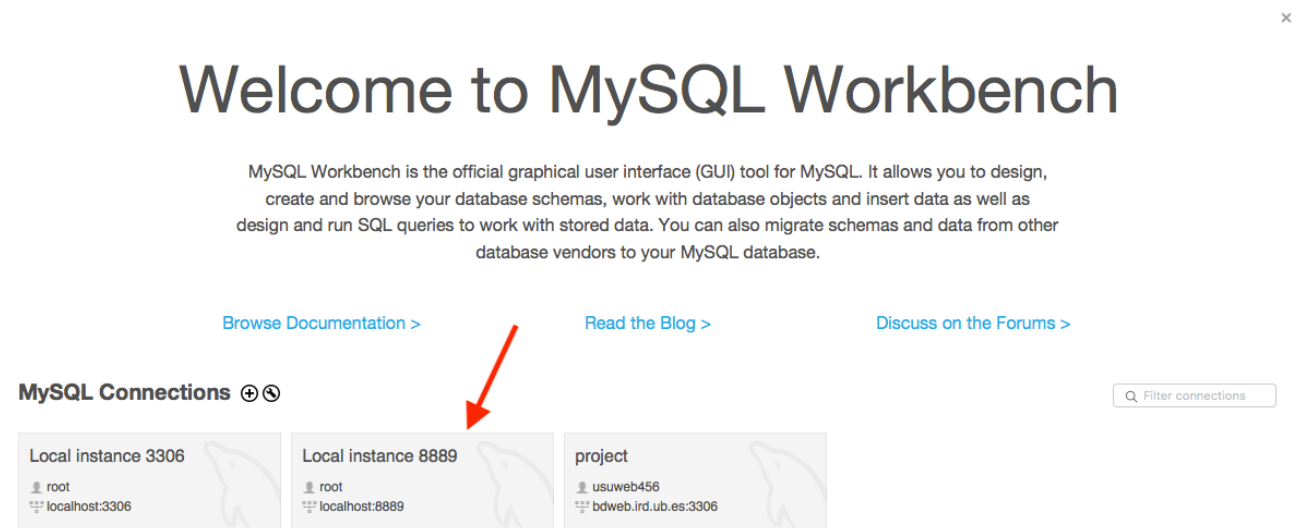 Welcome to MySQL Workbench
MySQL Workbench is the official graphical user interface (GUI) tool for MySQL. It allows you to design,
create and browse your database schemas, work with database objects and insert data as well as
design and run SQL queries to work with stored data. You can also migrate schemas and data from other
database vendors to your MySQL database.
Browse Documentation >
Read the Blog >
Discuss on the Forums >
MySQL Connections
Filter connections
Local instance 3306
root
localhost:3306
Local instance 8889
root
localhost:8889
project
usuweb456
bdweb.ird.ub.es:3306